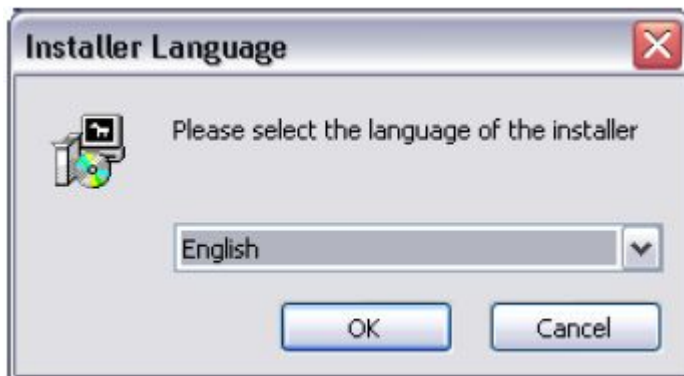 Installer Language
Please select the language of the installer
English
OK
Cancel